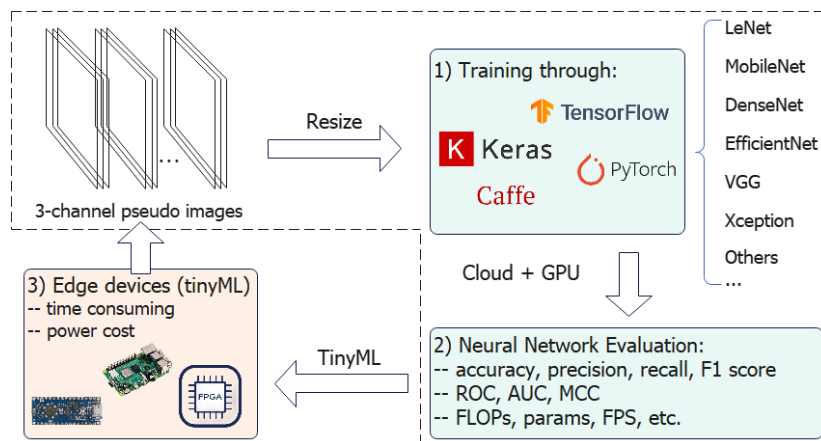 LeNet
1) Training through:
MobileNet
TensorFlow
DenseNet
Resize
K Keras
EfficientNet
PyTorch
Caffe
VGG
...
3-channel pseudo images
Xception
Others
...
Cloud + GPU
3) Edge devices (tinyML)
-- time consuming
-- power cost
2) Neural Network Evaluation:
-- accuracy, precision, recall, F1 score
-- ROC, AUC, MCC
-- FLOPs, params, FPS, etc.
TinyML
FPGA